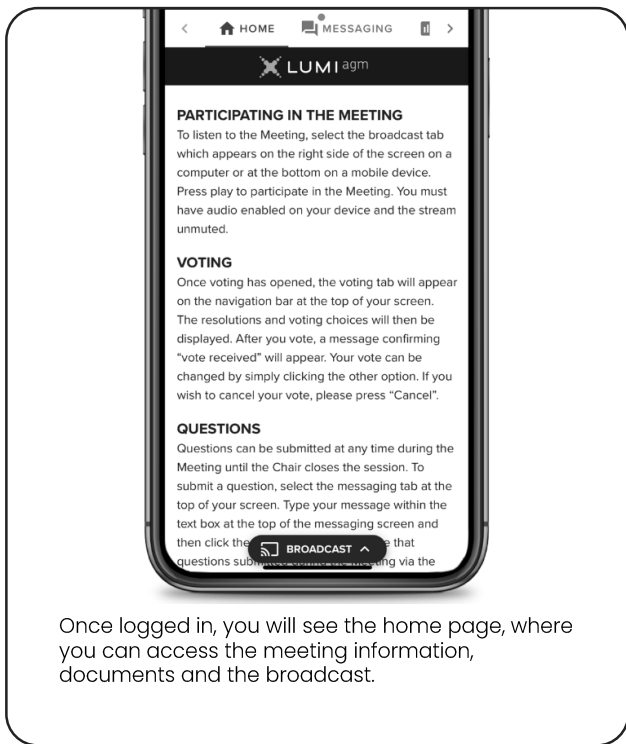 HOME MESSAGING
LUMI agm
PARTICIPATING IN THE MEETING
To listen to the Meeting, select the broadcast tab
which appears on the right side of the screen on a
computer or at the bottom on a mobile device.
Press play to participate in the Meeting. You must
have audio enabled on your device and the stream
unmuted.
VOTING
Once voting has opened, the voting tab will appear
on the navigation bar at the top of your screen.
The resolutions and voting choices will then be
displayed. After you vote, a message confirming
“vote received” will appear. Your vote can be
changed by simply clicking the other option. If you
wish to cancel your vote, please press “Cancel”.
QUESTIONS
Questions can be submitted at any time during the
Meeting until the Chair closes the session. To
submit a question, select the messaging tab at the
top of your screen. Type your message within the
text box at the top of the messaging screen and
then click the that
BROADCAST
questions via the
Once logged in, you will see the home page, where
you can access the meeting information,
documents and the broadcast.